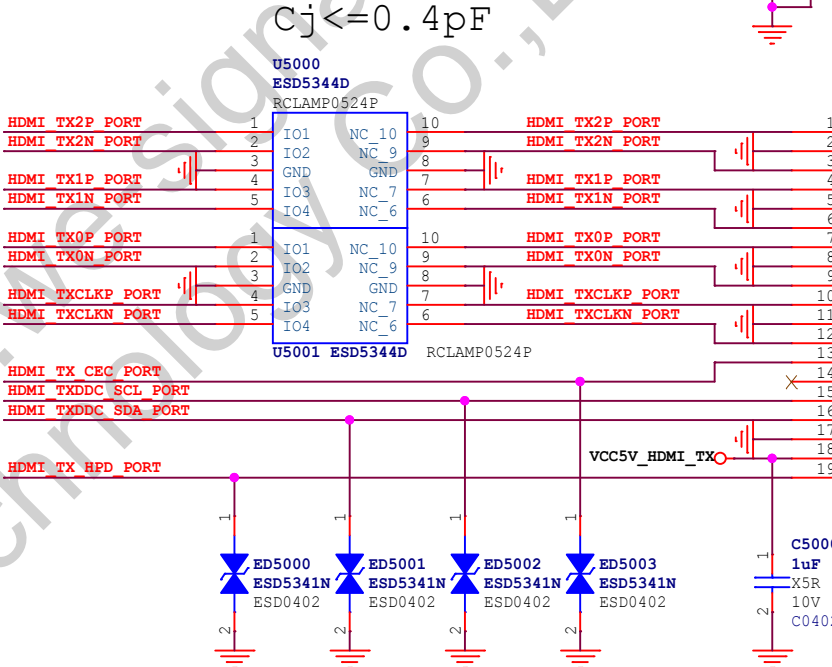 Cj<=0.4pF
U5000
ESD5344D
RCLAMP0524P
HDMI_TX2P_PORT 1 IO1 NC_10 10 HDMI_TX2P_PORT 1
HDMI_TX2N_PORT 2 IO2 NC_9 9 HDMI_TX2N_PORT 2
3 GND GND 8 3
HDMI_TX1P_PORT 4 IO3 NC_7 7 HDMI_TX1P_PORT 4
HDMI_TX1N_PORT 5 IO4 NC_6 6 HDMI_TX1N_PORT 5
6
HDMI_TX0P_PORT 1 IO1 NC_10 10 HDMI_TX0P_PORT 7
HDMI_TX0N_PORT 2 IO2 NC_9 9 HDMI_TX0N_PORT 8
3 GND GND 8 9
HDMI_TXCLKP_PORT 4 IO3 NC_7 7 HDMI_TXCLKP_PORT 10
HDMI_TXCLKN_PORT 5 IO4 NC_6 6 HDMI_TXCLKN_PORT 11
12
U5001 ESD5344D RCLAMP0524P 13
HDMI_TX_CEC_PORT 14
HDMI_TXDDC_SCL_PORT 15
HDMI_TXDDC_SDA_PORT 16
17
VCC5V_HDMI_TX 18
HDMI_TX_HPD_PORT 19
1 1 1 1
ED5000 ED5001 ED5002 ED5003
ESD5341N ESD5341N ESD5341N ESD5341N
ESD0402 ESD0402 ESD0402 ESD0402
2 2 2 2
C5000
1
1uF
X5R
10V
2
C0402